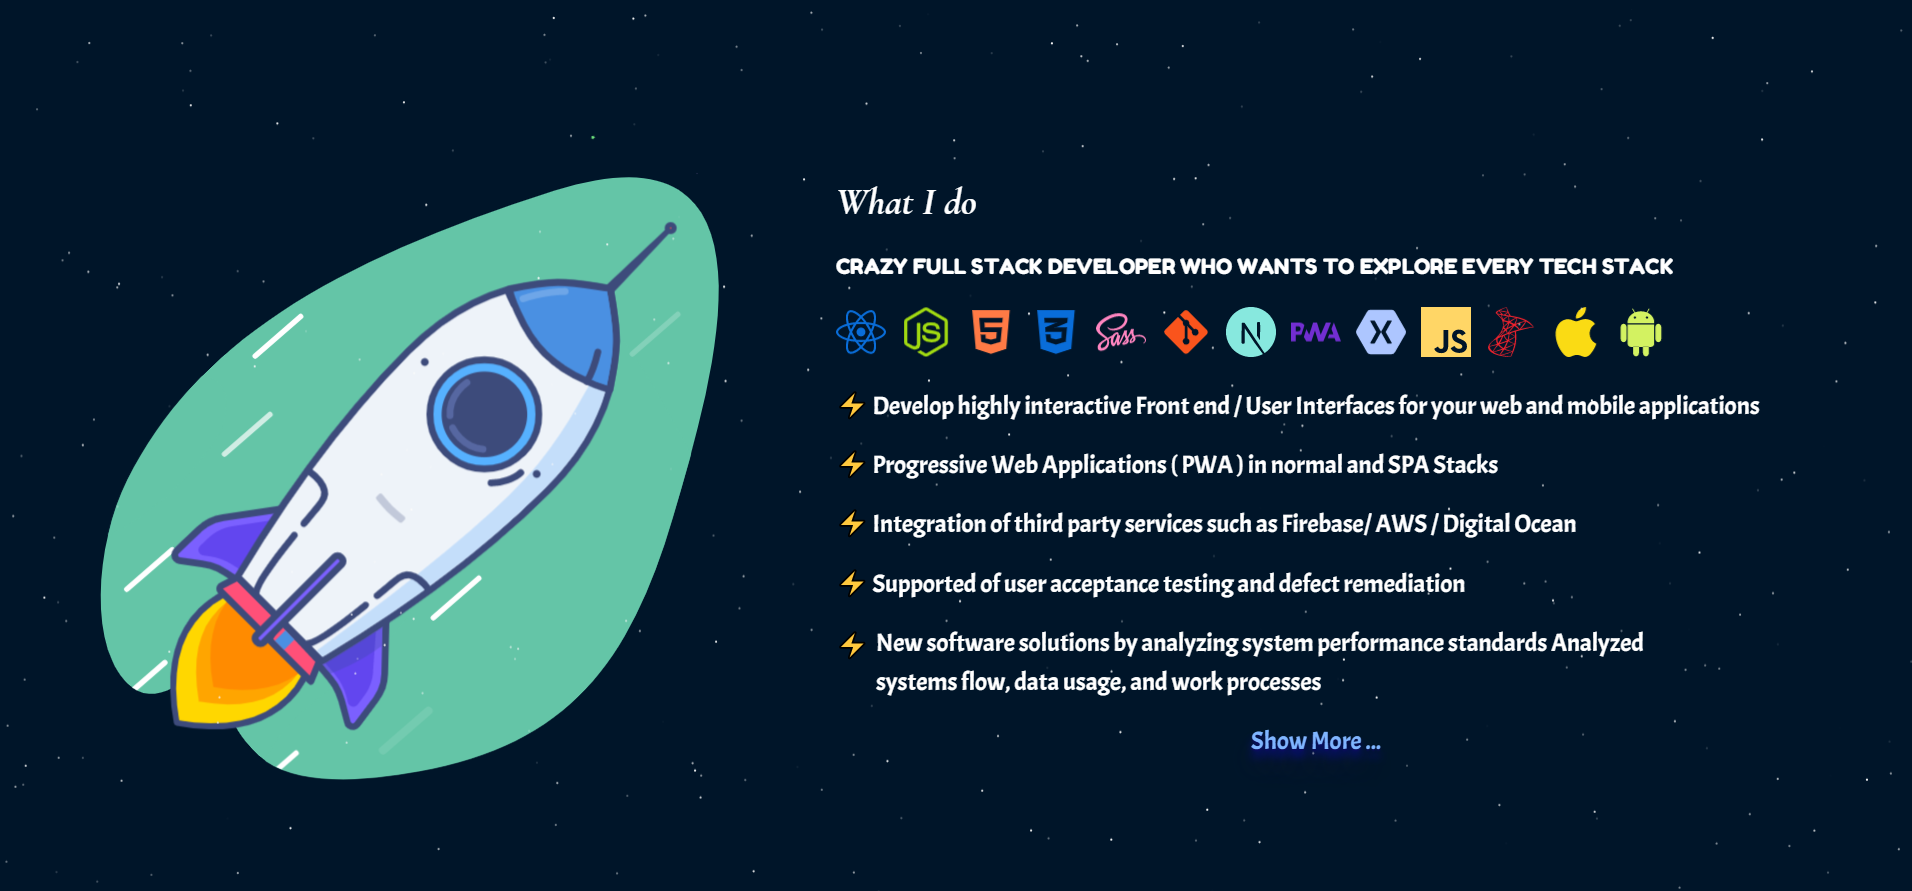 What I do
CRAZY FULL STACK DEVELOPER WHO WANTS TO EXPLORE EVERY TECH STACK
JS 5 3 Sass N PWA X JS
Develop highly interactive Front end / User Interfaces for your web and mobile applications
Progressive Web Applications ( PWA ) in normal and SPA Stacks
Integration of third party services such as Firebase/ AWS / Digital Ocean
Supported of user acceptance testing and defect remediation
New software solutions by analyzing system performance standards Analyzed
systems flow, data usage, and work processes
Show More ...